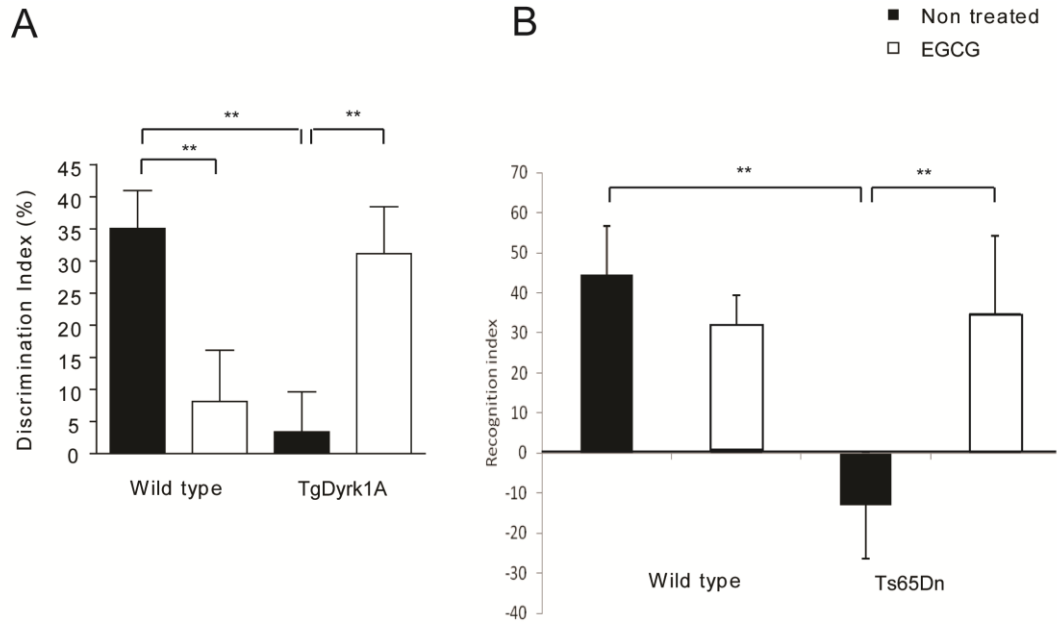 A
B
Non treated
EGCG
**
**
**
Discrimination Index (%)
45
40
35
30
25
20
15
10
5
0
Wild type
TgDyrk1A
**
**
Recognition index
70
60
50
40
30
20
10
0
-10
-20
-30
-40
Wild type
Ts65Dn